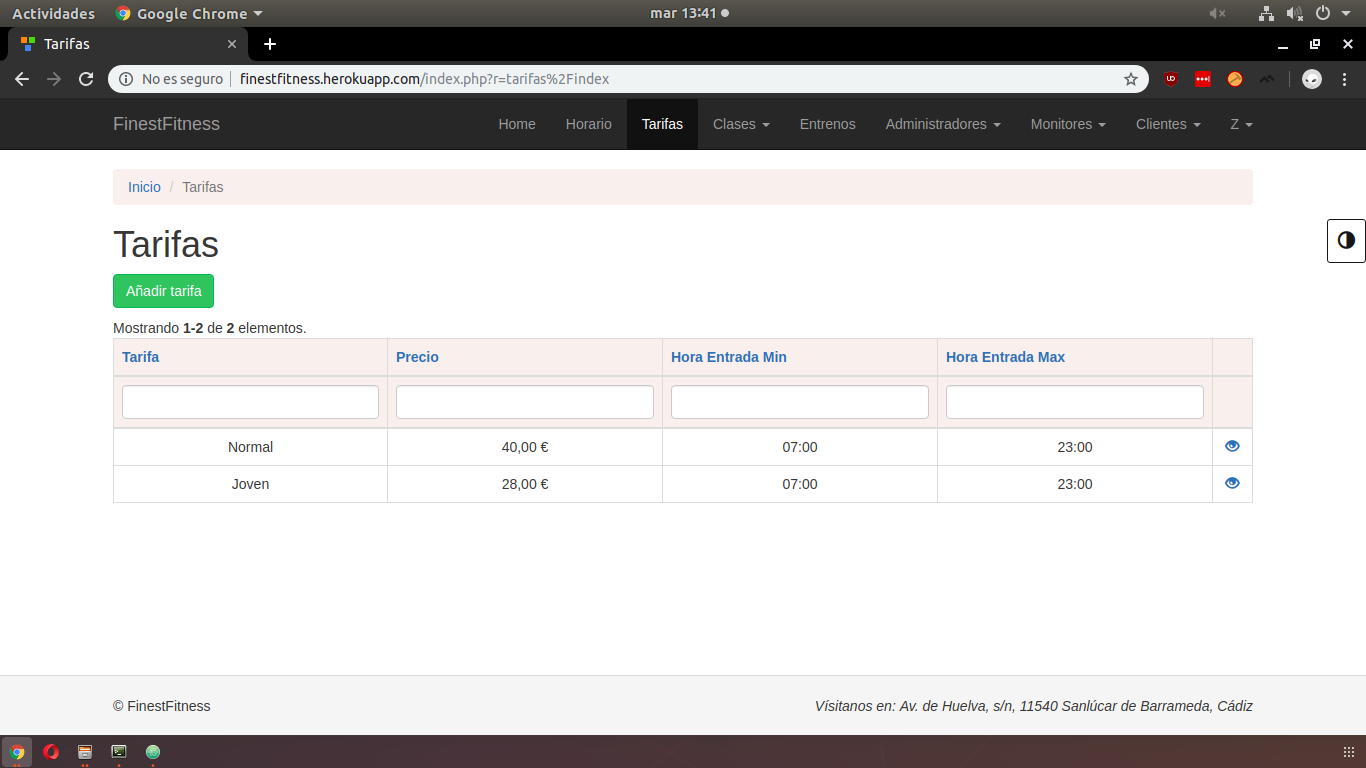 Actividades Google Chrome mar 13:41
Tarifas
No es seguro finestfitness.herokuapp.com/index.php?r=tarifas%2Findex
FinestFitness Home Horario Tarifas Clases Entrenos Administradores Monitores Clientes Z
Inicio / Tarifas
Tarifas
Añadir tarifa
Mostrando 1-2 de 2 elementos.
Tarifa Precio Hora Entrada Min Hora Entrada Max
Normal 40,00 € 07:00 23:00
Joven 28,00 € 07:00 23:00
© FinestFitness Vísitanos en: Av. de Huelva, s/n, 11540 Sanlúcar de Barrameda, Cádiz